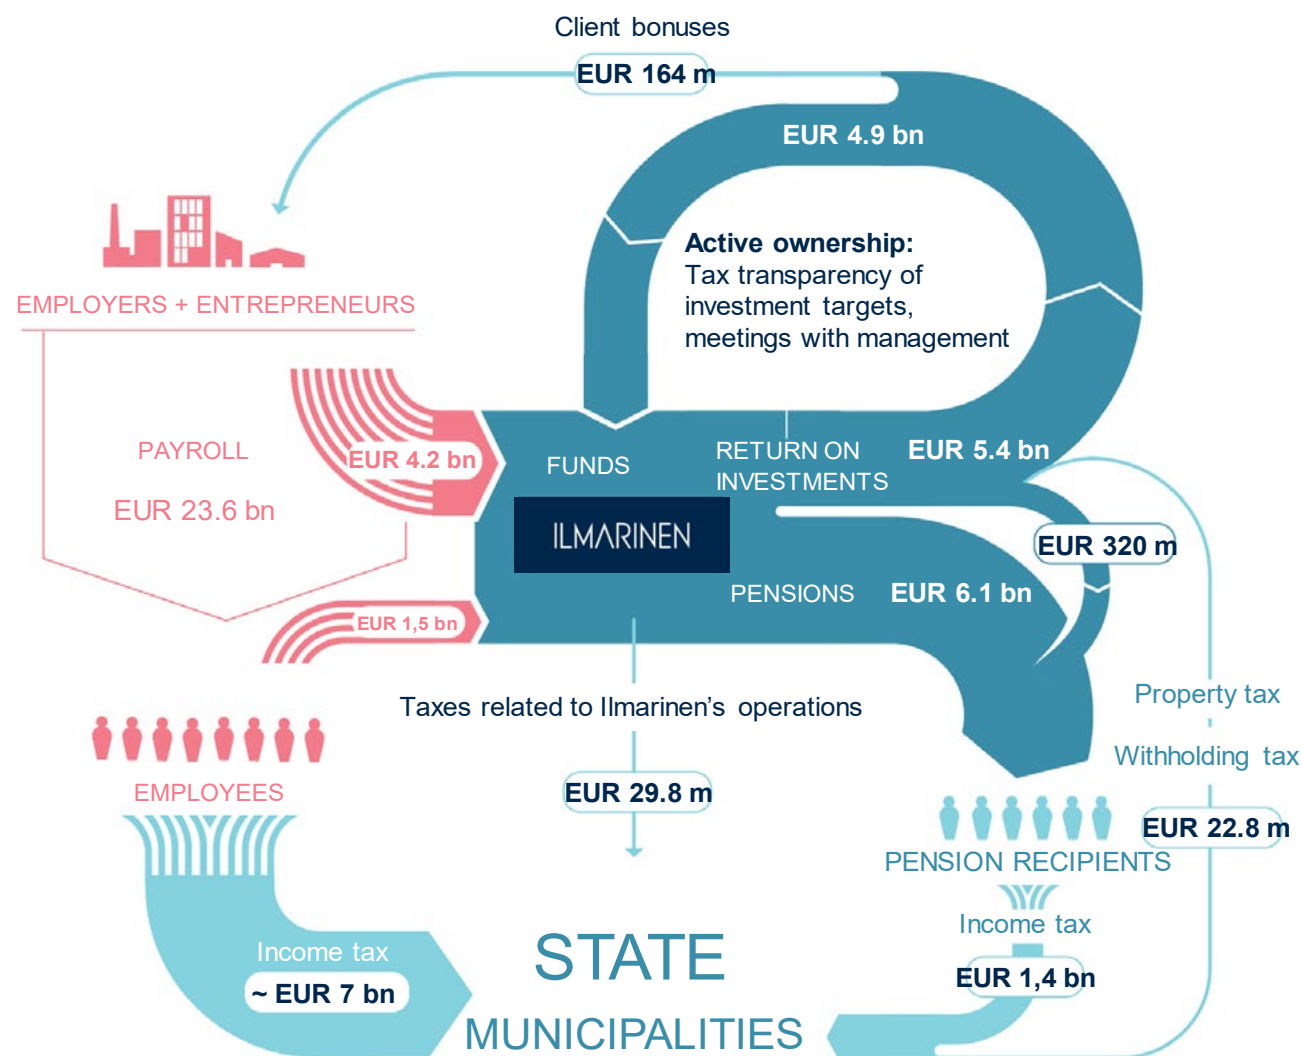 Client bonuses
EUR 164 m
EUR 4.9 bn
Active ownership:
Tax transparency of
investment targets,
meetings with management
EMPLOYERS + ENTREPRENEURS
PAYROLL
EUR 23.6 bn
EUR 4.2 bn
FUNDS
RETURN ON
INVESTMENTS
EUR 5.4 bn
ILMARINEN
EUR 320 m
PENSIONS
EUR 6.1 bn
EUR 1,5 bn
Taxes related to Ilmarinen's operations
EUR 29.8 m
Property tax
Withholding tax
EUR 22.8 m
EMPLOYEES
PENSION RECIPIENTS
Income tax
~ EUR 7 bn
Income tax
EUR 1,4 bn
STATE
MUNICIPALITIES